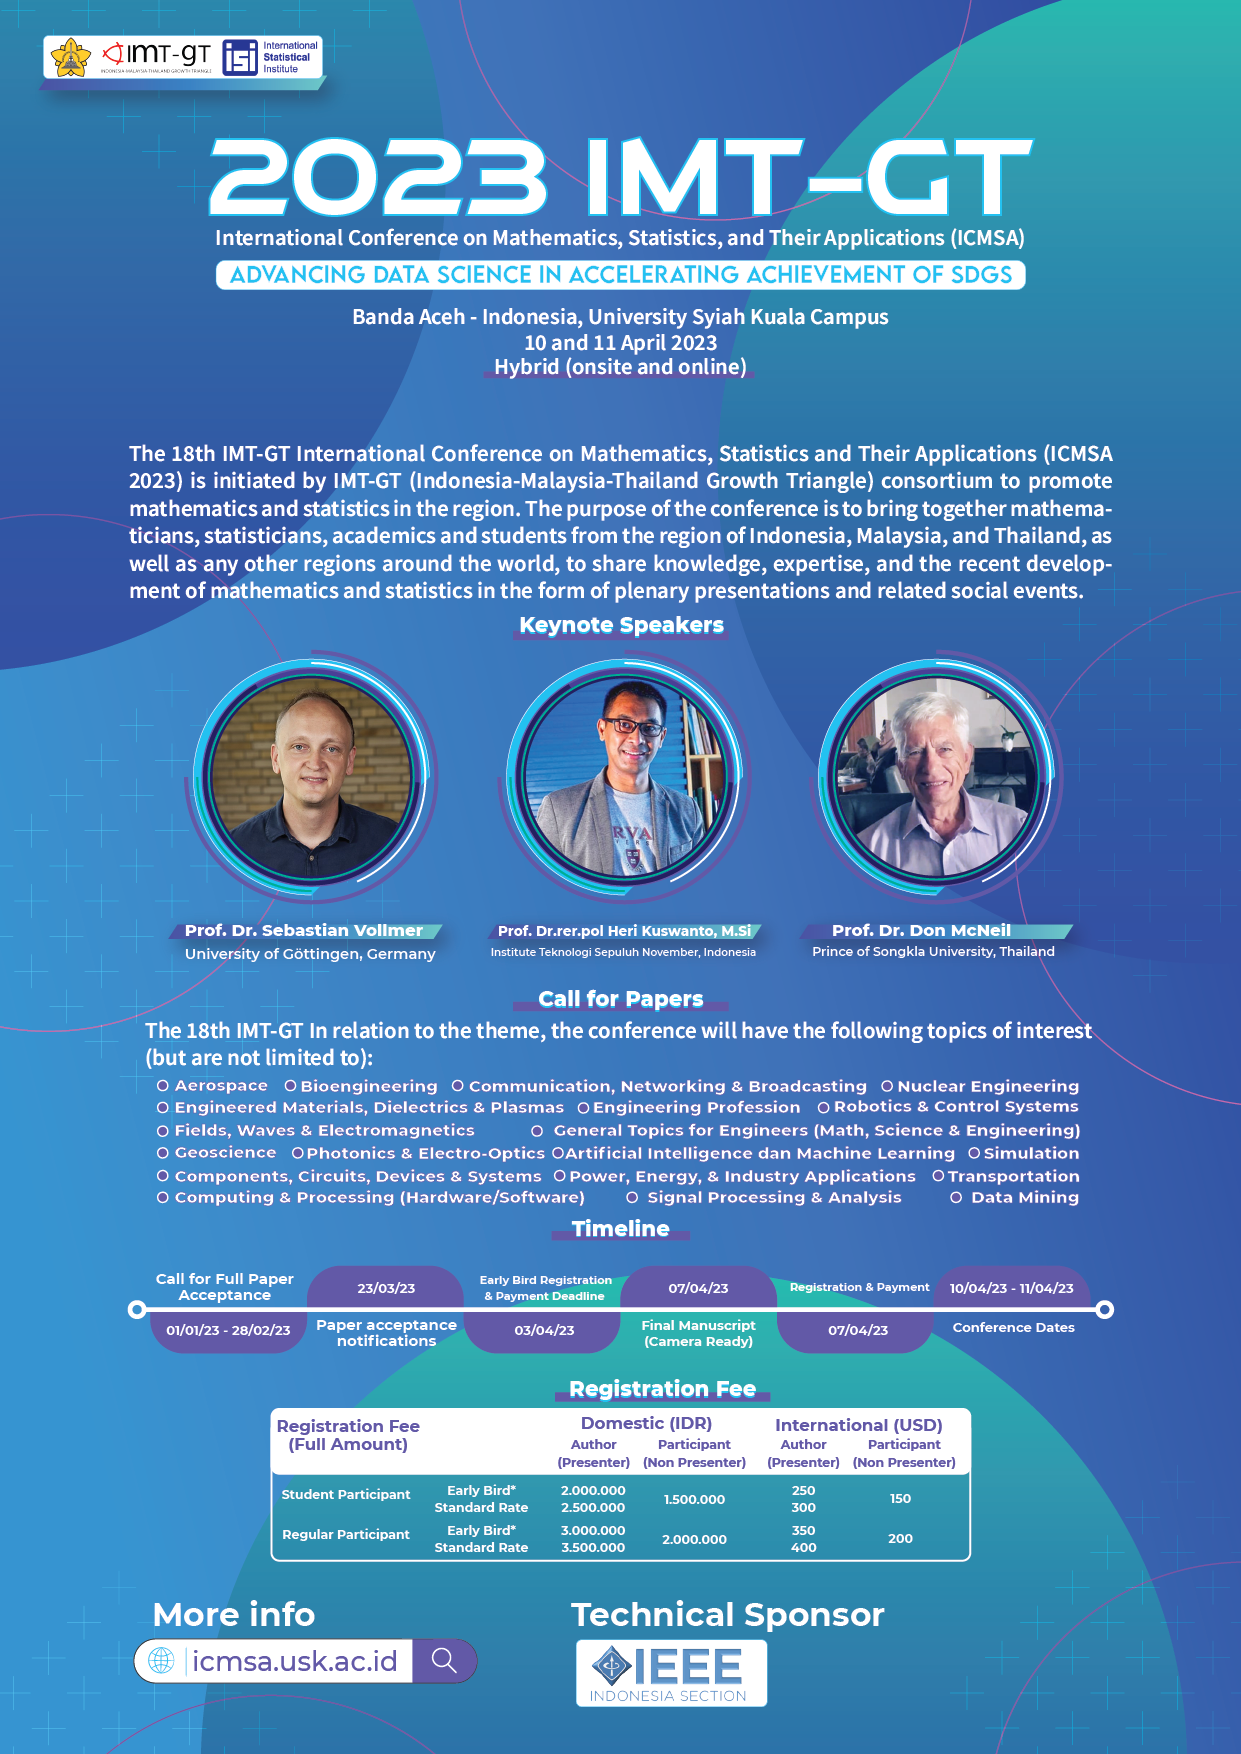 IMT-GT
INDONESIA-MALAYSIA-THAILAND GROWTH TRIANGLE
isi
International
Statistical
Institute
2023 IMT-GT
International Conference on Mathematics, Statistics, and Their Applications (ICMSA)
ADVANCING DATA SCIENCE IN ACCELERATING ACHIEVEMENT OF SDGS
Banda Aceh - Indonesia, University Syiah Kuala Campus
10 and 11 April 2023
Hybrid (onsite and online)
The 18th IMT-GT International Conference on Mathematics, Statistics and Their Applications (ICMSA
2023) is initiated by IMT-GT (Indonesia-Malaysia-Thailand Growth Triangle) consortium to promote
mathematics and statistics in the region. The purpose of the conference is to bring together mathema-
ticians, statisticians, academics and students from the region of Indonesia, Malaysia, and Thailand, as
well as any other regions around the world, to share knowledge, expertise, and the recent develop-
ment of mathematics and statistics in the form of plenary presentations and related social events.
Keynote Speakers
RVA
Prof. Dr. Sebastian Vollmer
University of Göttingen, Germany
Prof. Dr.rer.pol Heri Kuswanto, M.Si
Institute Teknologi Sepuluh November, Indonesia
Prof. Dr. Don McNeil
Prince of Songkla University, Thailand
Call for Papers
The 18th IMT-GT In relation to the theme, the conference will have the following topics of interest
(but are not limited to):
Aerospace Bioengineering Communication, Networking & Broadcasting Nuclear Engineering
Engineered Materials, Dielectrics & Plasmas Engineering Profession Robotics & Control Systems
Fields, Waves & Electromagnetics General Topics for Engineers (Math, Science & Engineering)
Geoscience Photonics & Electro-Optics Artificial Intelligence dan Machine Learning Simulation
Components, Circuits, Devices & Systems Power, Energy, & Industry Applications Transportation
Computing & Processing (Hardware/Software) Signal Processing & Analysis Data Mining
Timeline
Call for Full Paper
Acceptance
01/01/23 - 28/02/23
23/03/23
Paper acceptance
notifications
Early Bird Registration
& Payment Deadline
03/04/23
07/04/23
Final Manuscript
(Camera Ready)
Registration & Payment
07/04/23
10/04/23 - 11/04/23
Conference Dates
Registration Fee
Registration Fee
(Full Amount)
Domestic (IDR) International (USD)
Author Participant Author Participant
(Presenter) (Non Presenter) (Presenter) (Non Presenter)
Student Participant
Early Bird* 2.000.000 1.500.000 250 150
Standard Rate 2.500.000 300
Regular Participant
Early Bird* 3.000.000 2.000.000 350 200
Standard Rate 3.500.000 400
More info
icmsa.usk.ac.id
Technical Sponsor
IEEE
INDONESIA SECTION